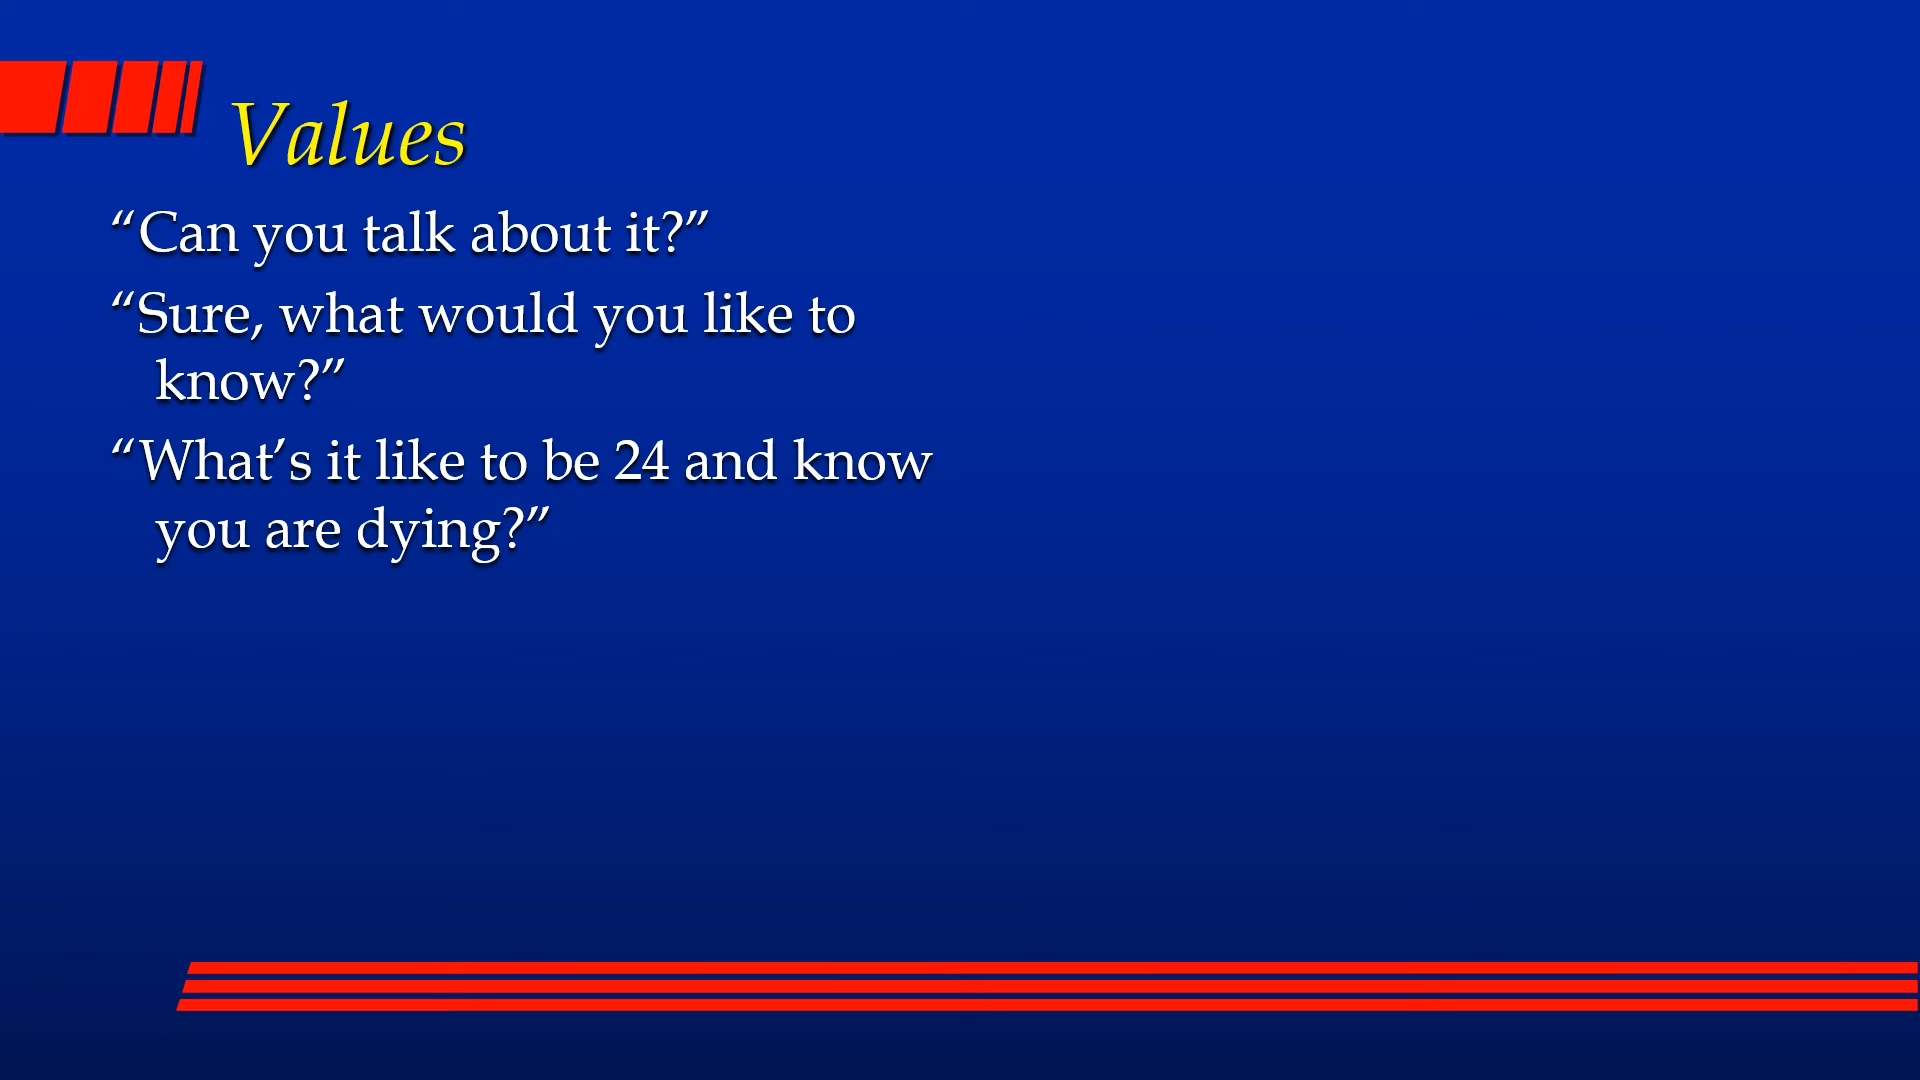 Values
“Can you talk about it?”
“Sure, what would you like to
know?”
“What’s it like to be 24 and know
you are dying?”